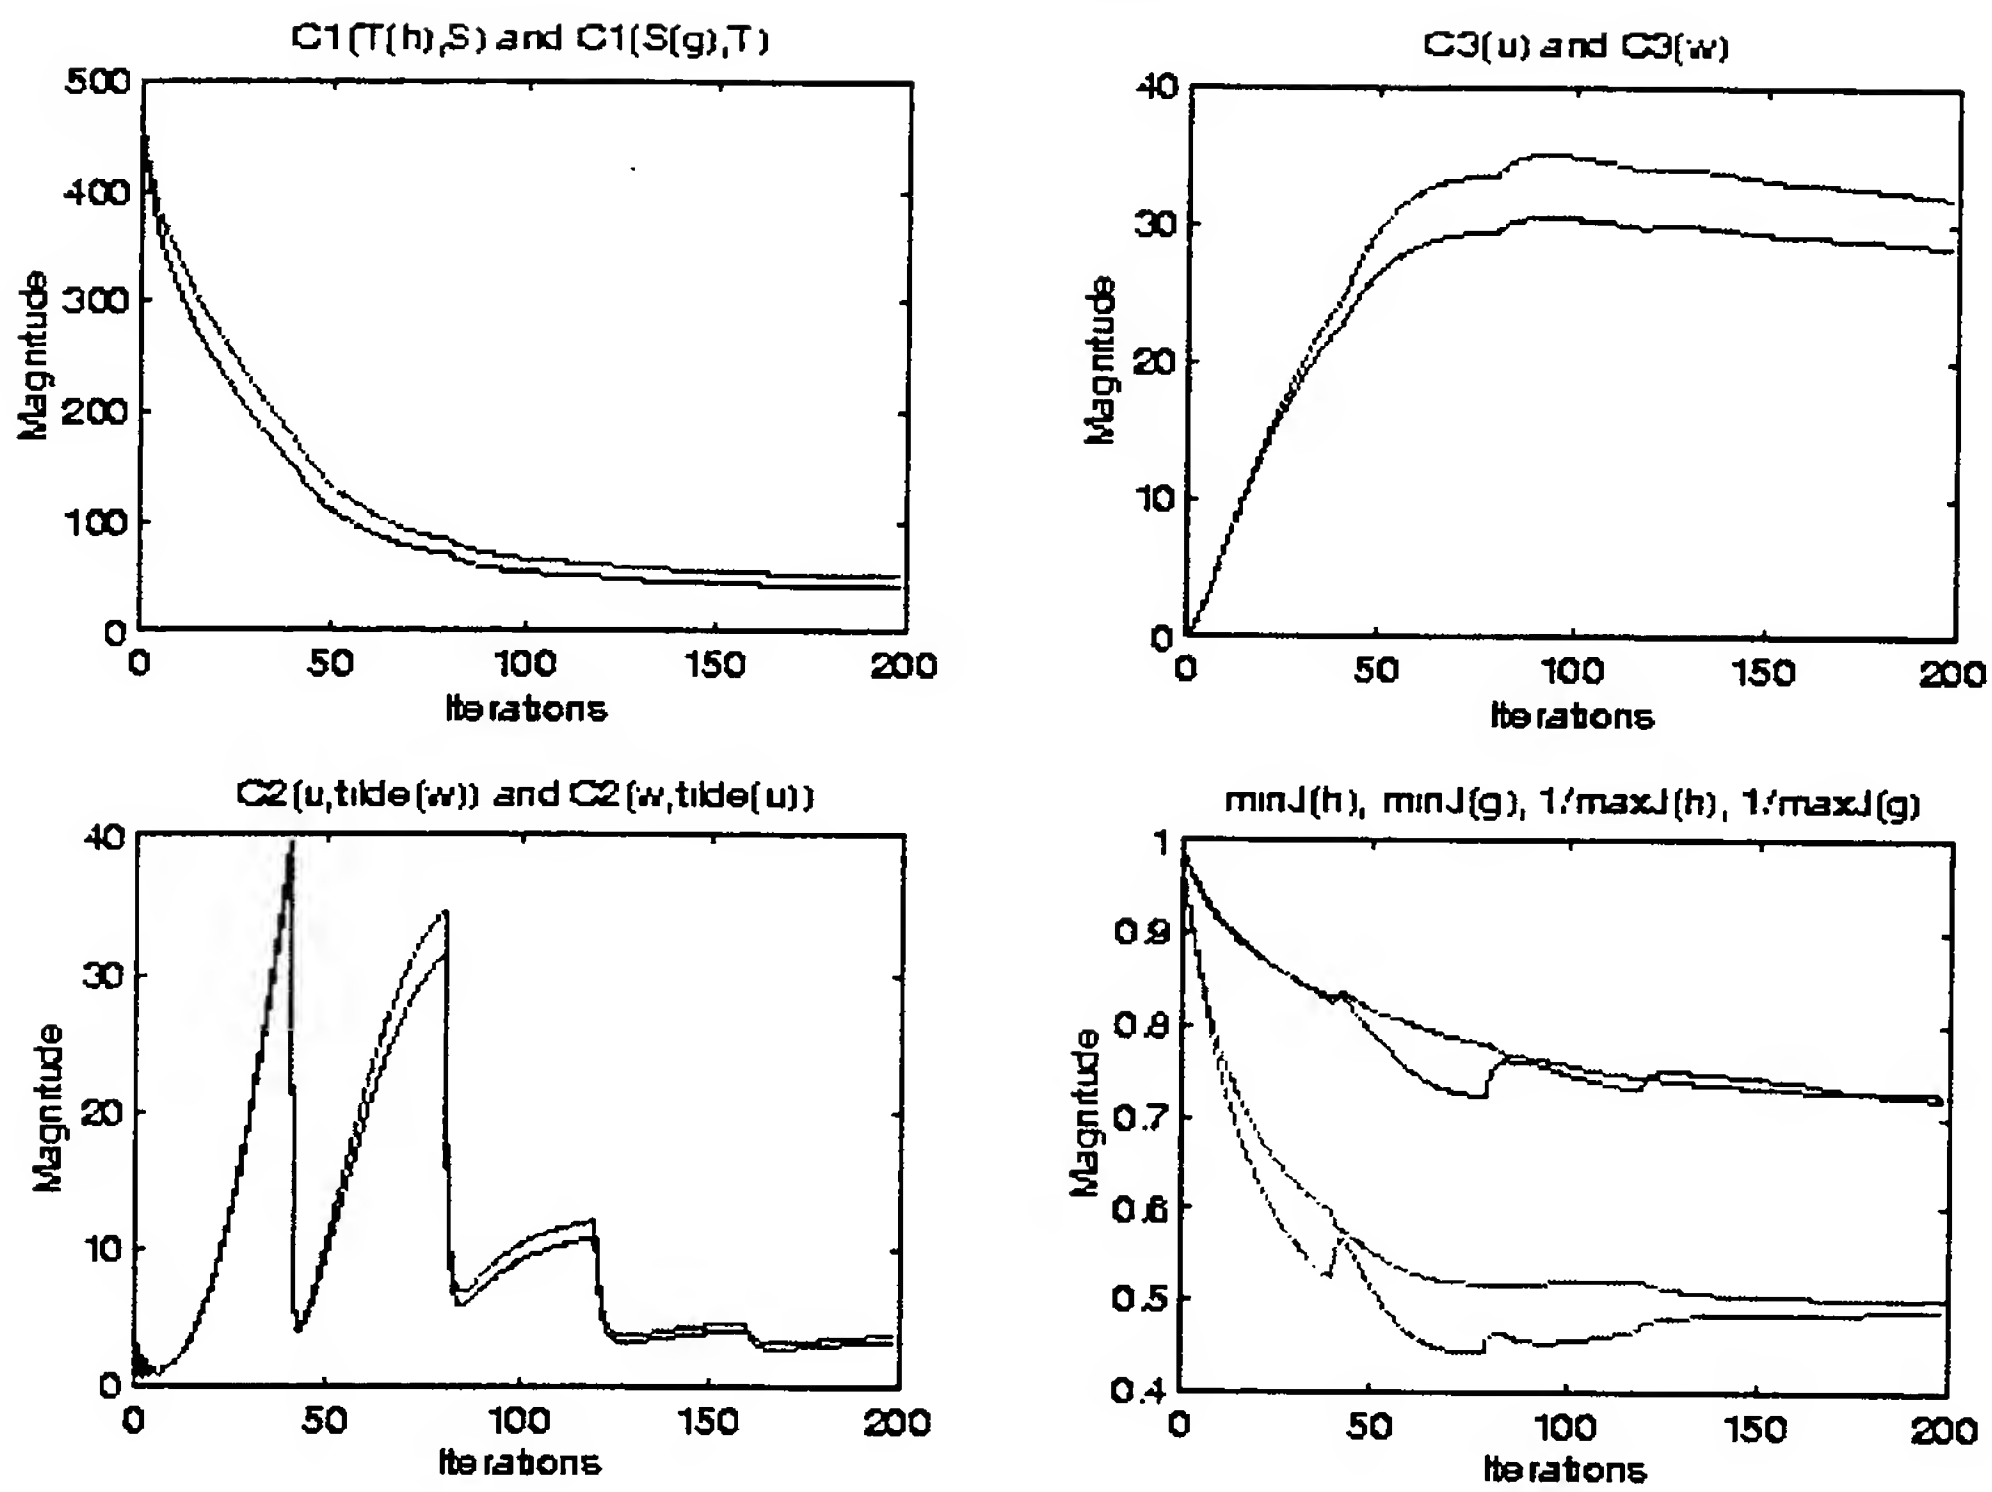 C1(T(h),S) and C1(S(g),T)
500
400
300
200
100
0
Magnitude
0 50 100 150 200
Iterations
C3(u) and C3(w)
40
30
20
10
0
Magnitude
0 50 100 150 200
Iterations
C2(u,tilde(w)) and C2(w,tilde(u))
40
30
20
10
0
Magnitude
0 50 100 150 200
Iterations
minJ(h), minJ(g), 1/maxJ(h), 1/maxJ(g)
1
0.9
0.8
0.7
0.6
0.5
0.4
Magnitude
0 50 100 150 200
Iterations